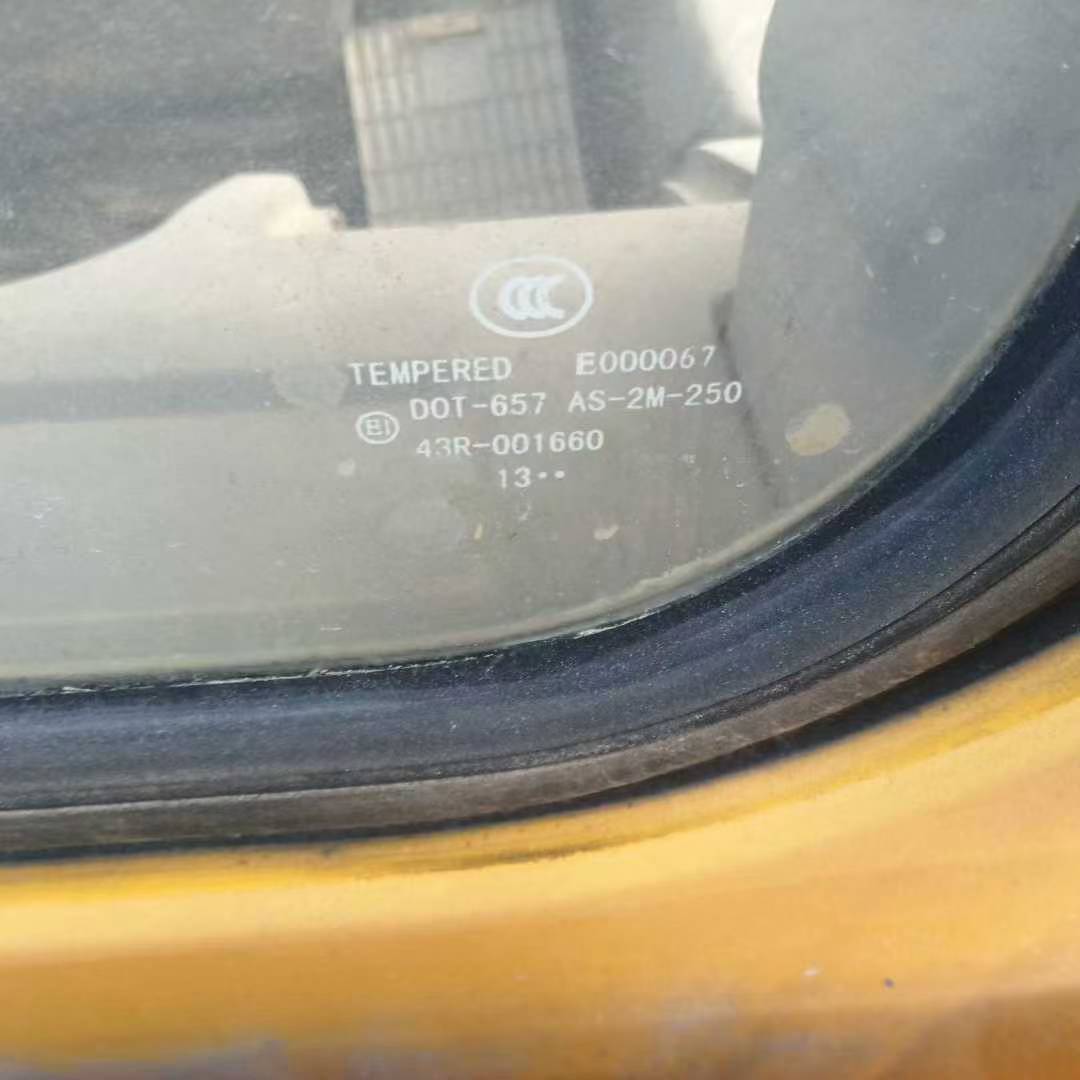 CCC
TEMPERED E000067
DOT-657 AS-2M-250
E1 43R-001660
13··